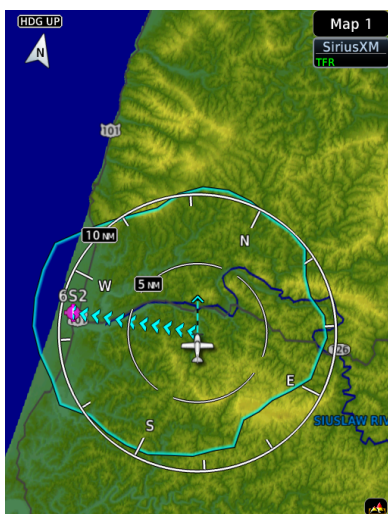 HDG UP
Map 1
N
SiriusXM
TFR
101
10 NM
N
5 NM
W
6S2
126
E
SIUSLAW RIV
S